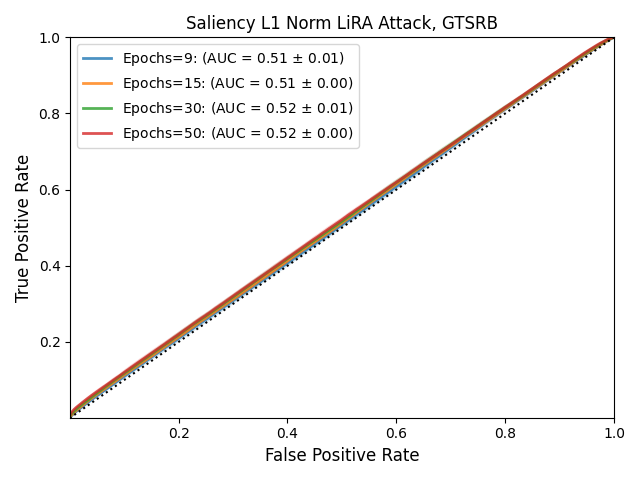 Saliency L1 Norm LiRA Attack, GTSRB
1.0
Epochs=9: (AUC = 0.51 ± 0.01)
Epochs=15: (AUC = 0.51 ± 0.00)
Epochs=30: (AUC = 0.52 ± 0.01)
Epochs=50: (AUC = 0.52 ± 0.00)
0.8
0.6
0.4
0.2
True Positive Rate
0.2 0.4 0.6 0.8 1.0
False Positive Rate